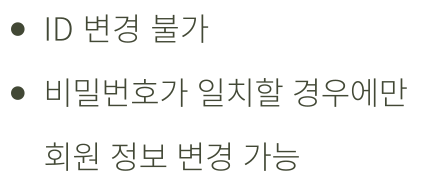 • ID 변경 불가
• 비밀번호가 일치할 경우에만
회원 정보 변경 가능